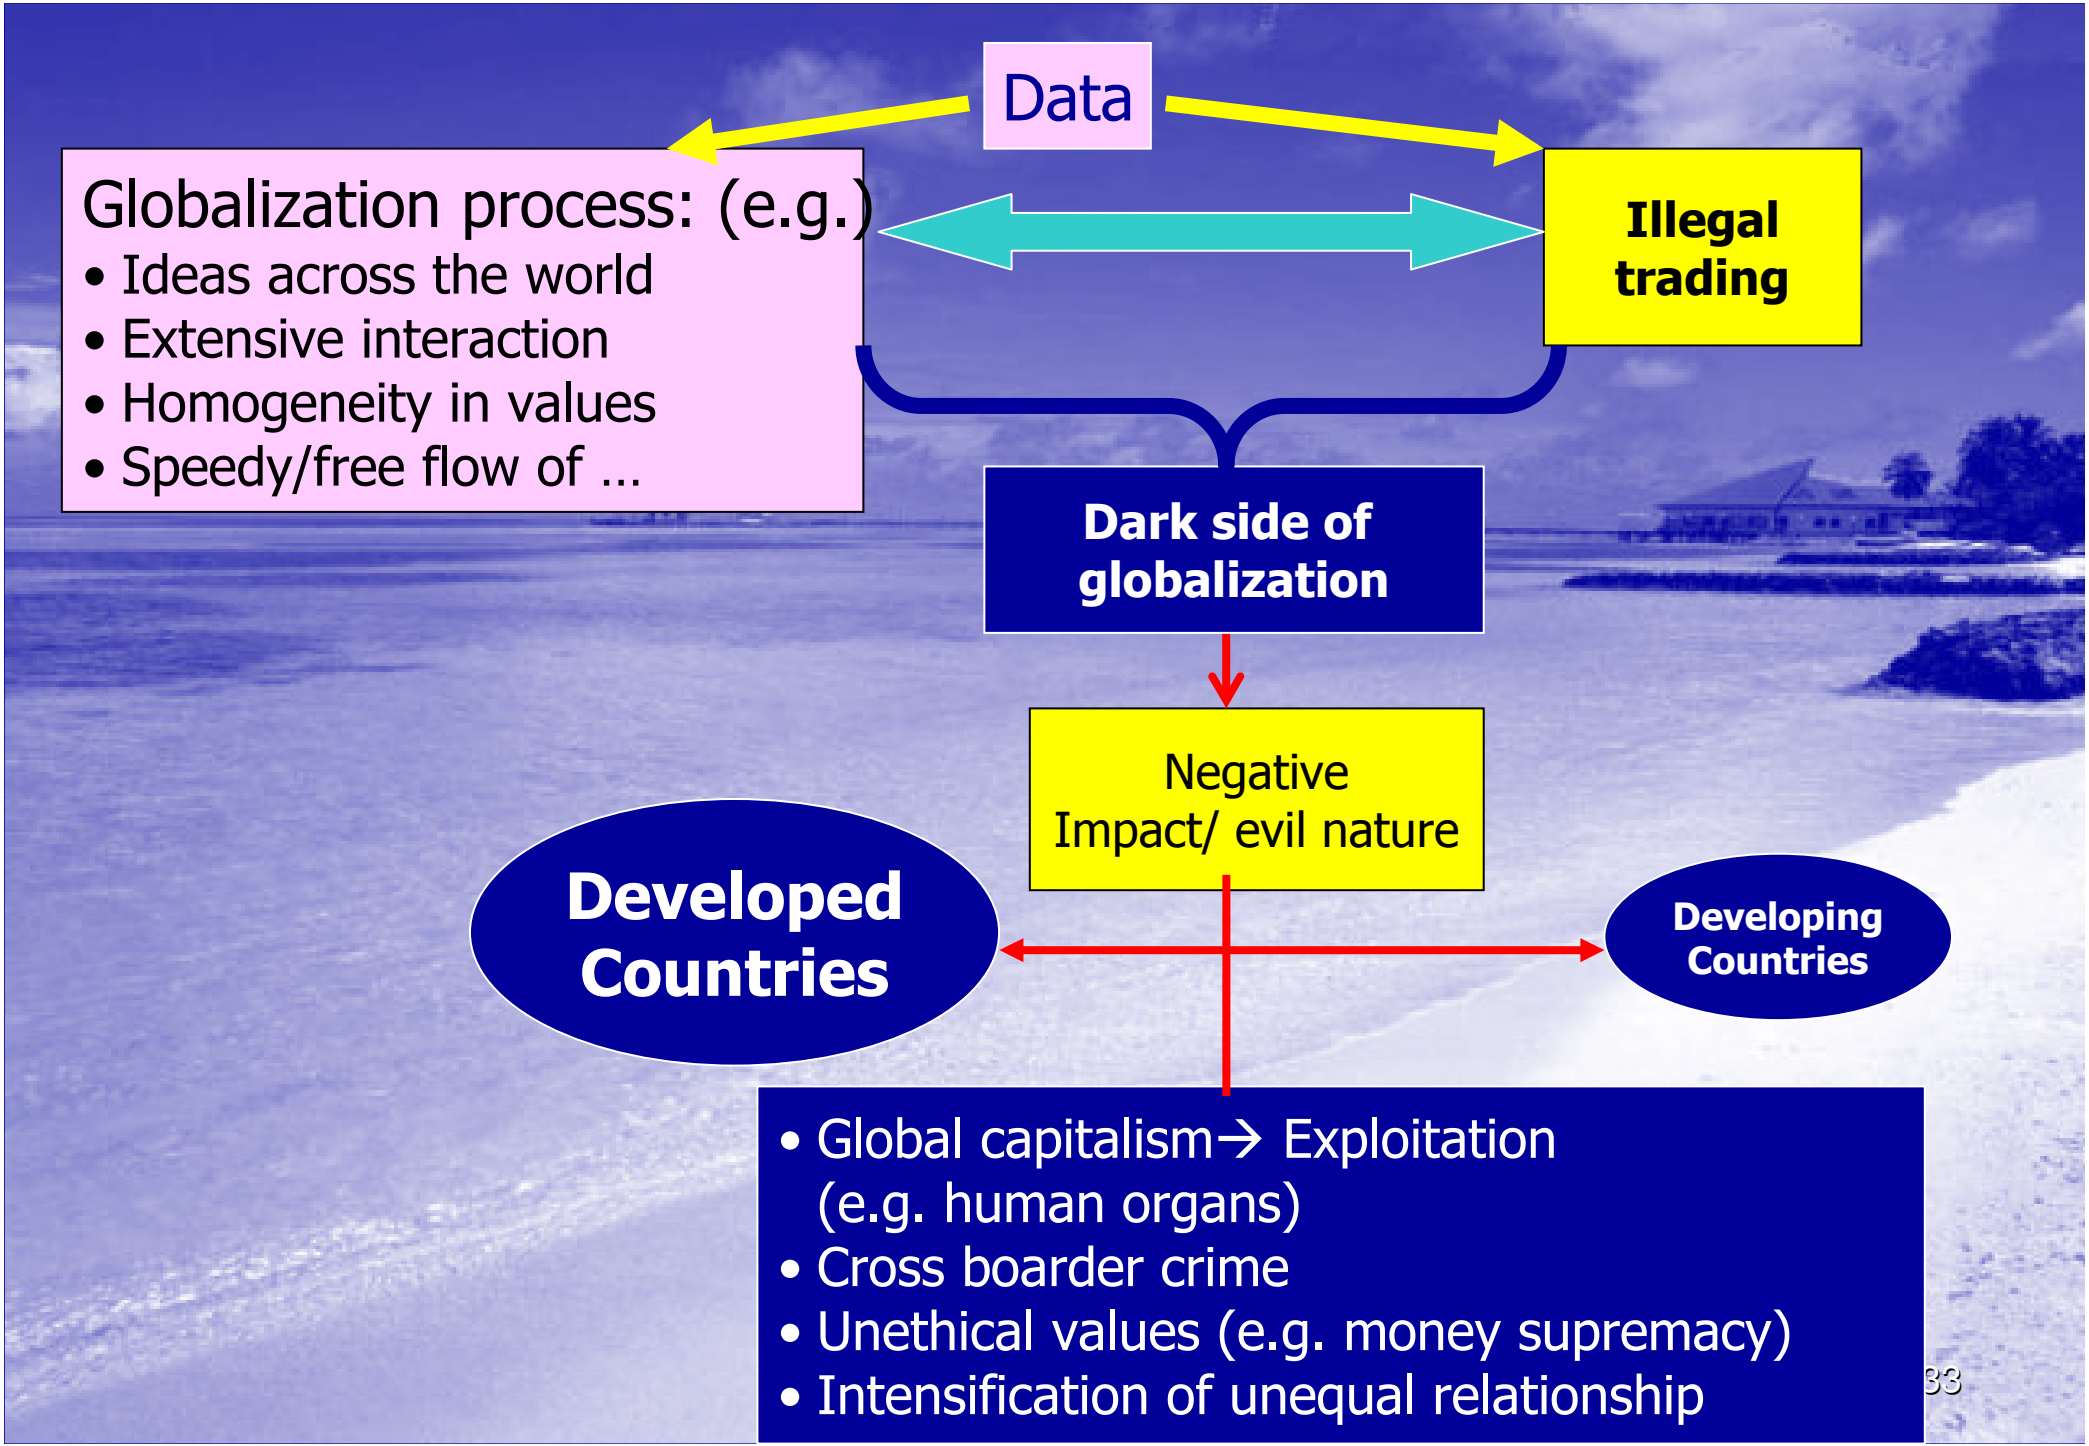 Data
Globalization process: (e.g.)
• Ideas across the world
• Extensive interaction
• Homogeneity in values
• Speedy/free flow of …
Illegal
trading
Dark side of
globalization
Negative
Impact/ evil nature
Developed
Countries
Developing
Countries
• Global capitalism→ Exploitation
(e.g. human organs)
• Cross boarder crime
• Unethical values (e.g. money supremacy)
• Intensification of unequal relationship
33